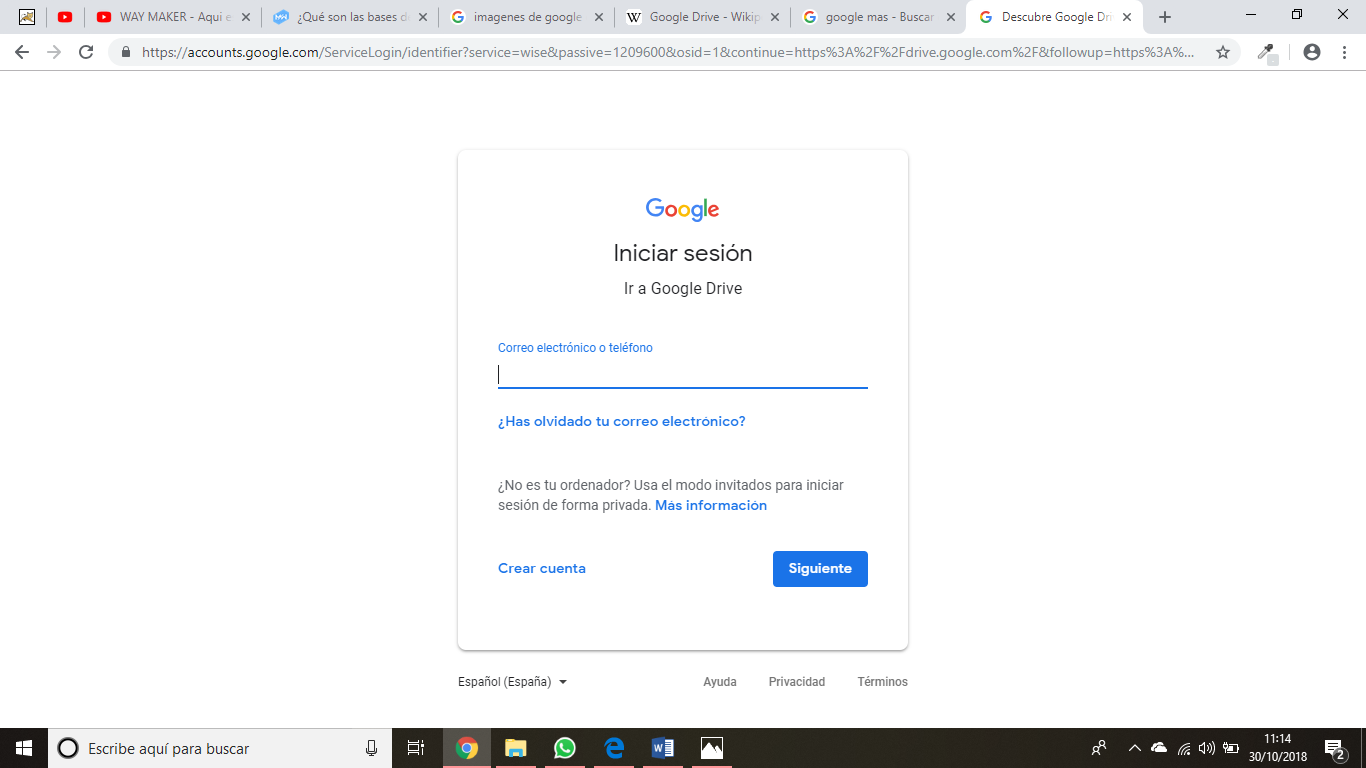 WAY MAKER - Aqui e
¿Qué son las bases d
imagenes de google
Google Drive - Wikip
google mas - Buscar
Descubre Google Dri
https://accounts.google.com/ServiceLogin/identifier?service=wise&passive=1209600&osid=1&continue=https%3A%2F%2Fdrive.google.com%2F&followup=https%3A%...
Google
Iniciar sesión
Ir a Google Drive
Correo electrónico o teléfono
¿Has olvidado tu correo electrónico?
¿No es tu ordenador? Usa el modo invitados para iniciar
sesión de forma privada. Más información
Crear cuenta
Siguiente
Español (España)
Ayuda
Privacidad
Términos
Escribe aquí para buscar
11:14
30/10/2018
2